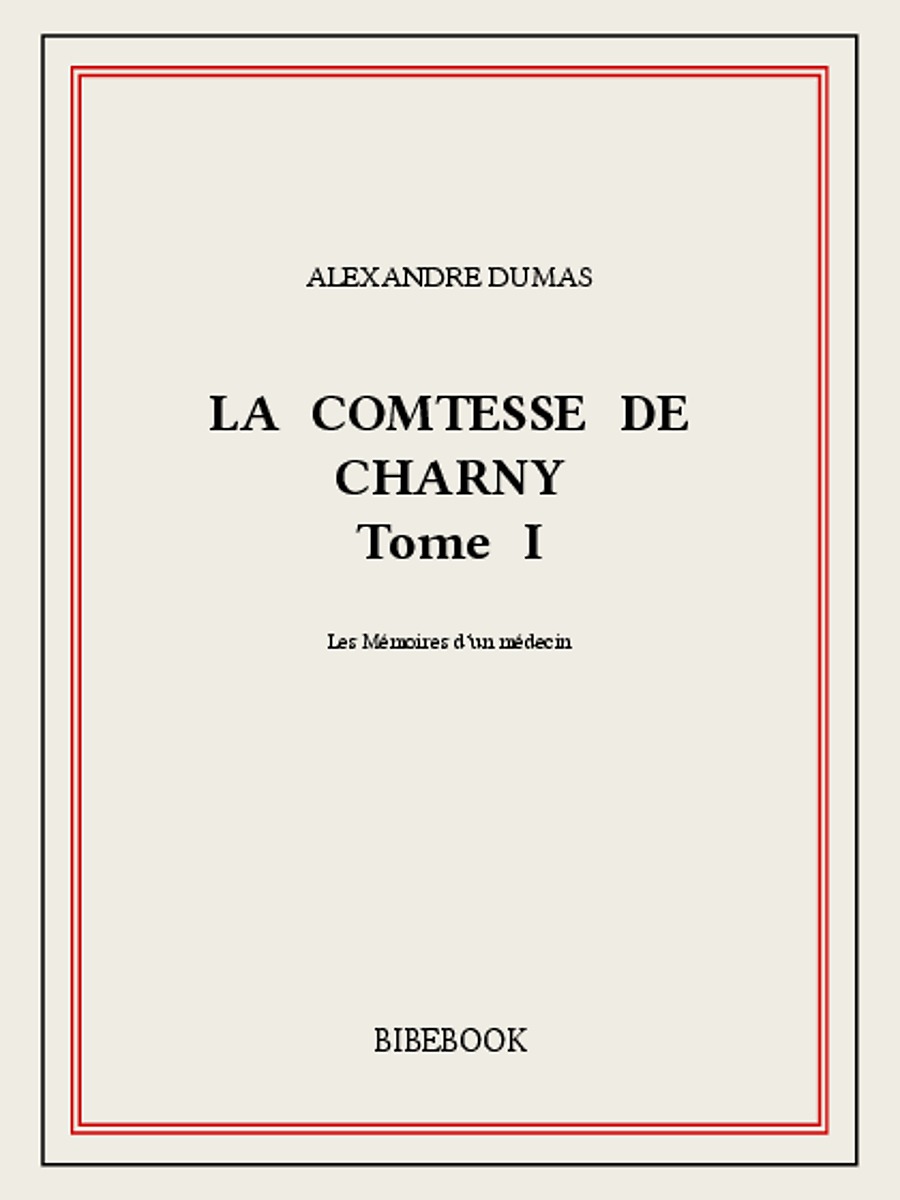 ALEXANDRE DUMAS
LA COMTESSE DE
CHARNY
Tome I
Les Mémoires d'un médecin
BIBEBOOK